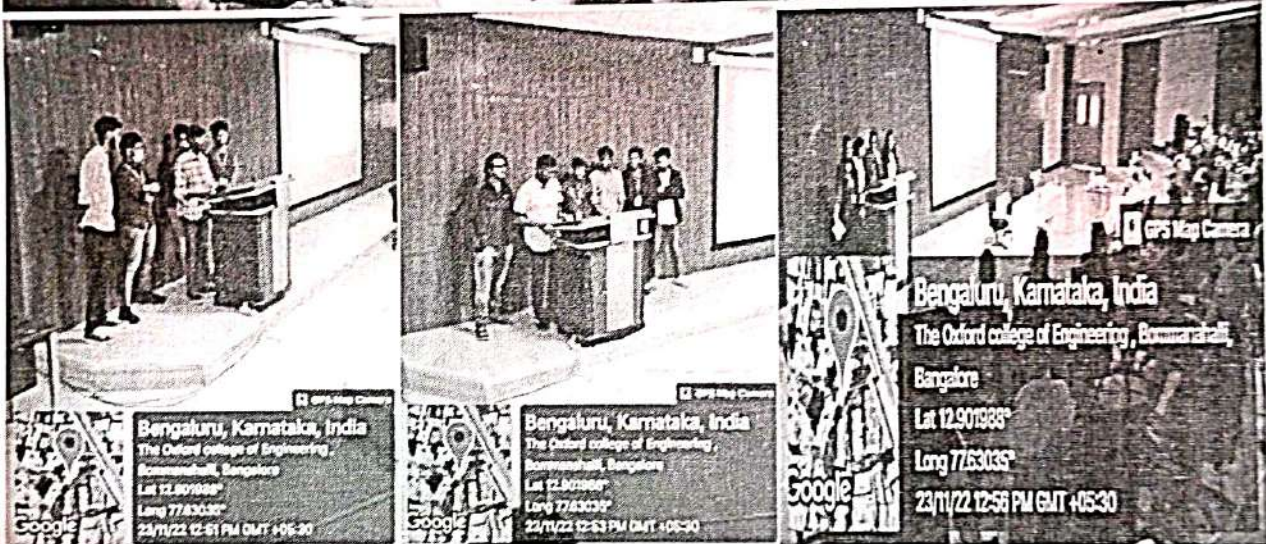 GPS Map Camera
Bengaluru, Karnataka, India
The Oxford college of Engineering ,
Bommanahalli, Bangalore
Lat 12.901988°
Long 77.63035°
Google
23/11/22 12:51 PM GMT +05:30
GPS Map Camera
Bengaluru, Karnataka, India
The Oxford college of Engineering ,
Bommanahalli, Bangalore
Lat 12.901988°
Long 77.63035°
Google
23/11/22 12:53 PM GMT +05:30
GPS Map Camera
Bengaluru, Karnataka, India
The Oxford college of Engineering , Bommanahalli,
Bangalore
Lat 12.901988°
Long 77.63035°
Google
23/11/22 12:56 PM GMT +05:30